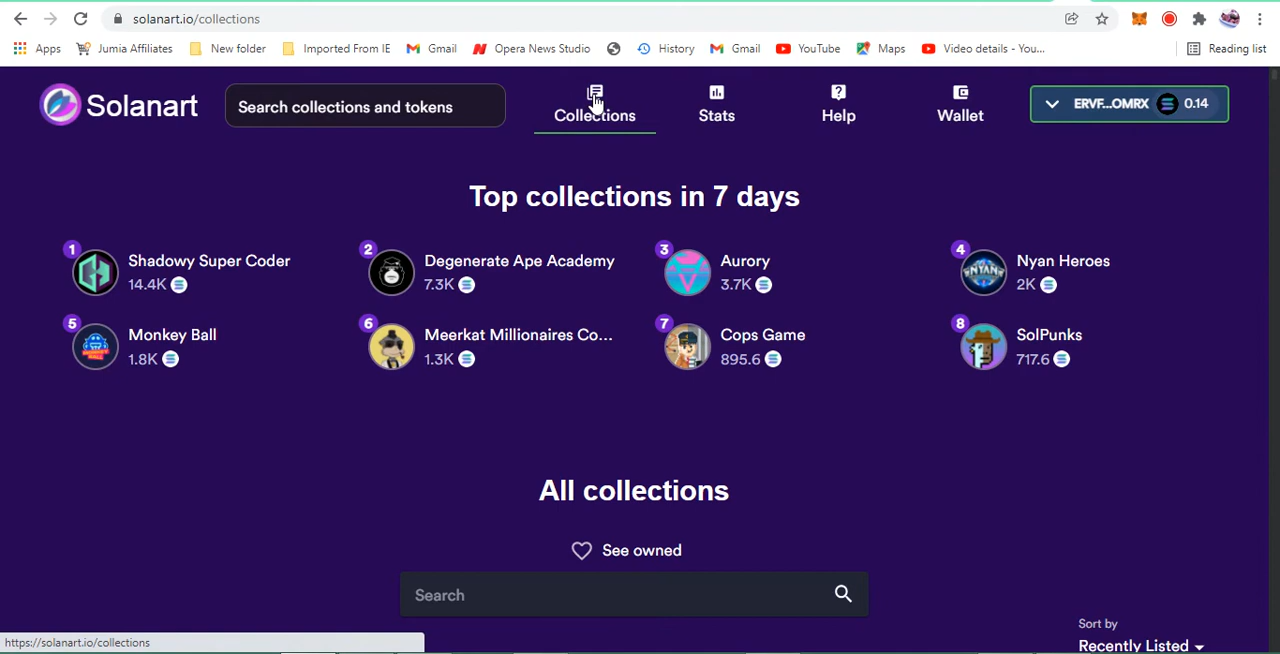 solanart.io/collections
Apps Jumia Affiliates New folder Imported From IE Gmail Opera News Studio History Gmail YouTube Maps Video details - You... Reading list
Solanart
Search collections and tokens
Collections
Stats
Help
Wallet
ERVF...OMRX 0.14
Top collections in 7 days
1 Shadowy Super Coder
14.4K
2 Degenerate Ape Academy
7.3K
3 Aurory
3.7K
4 Nyan Heroes
2K
5 Monkey Ball
1.8K
6 Meerkat Millionaires Co...
1.3K
7 Cops Game
895.6
8 SolPunks
717.6
All collections
See owned
Search
Sort by
Recently Listed
https://solanart.io/collections